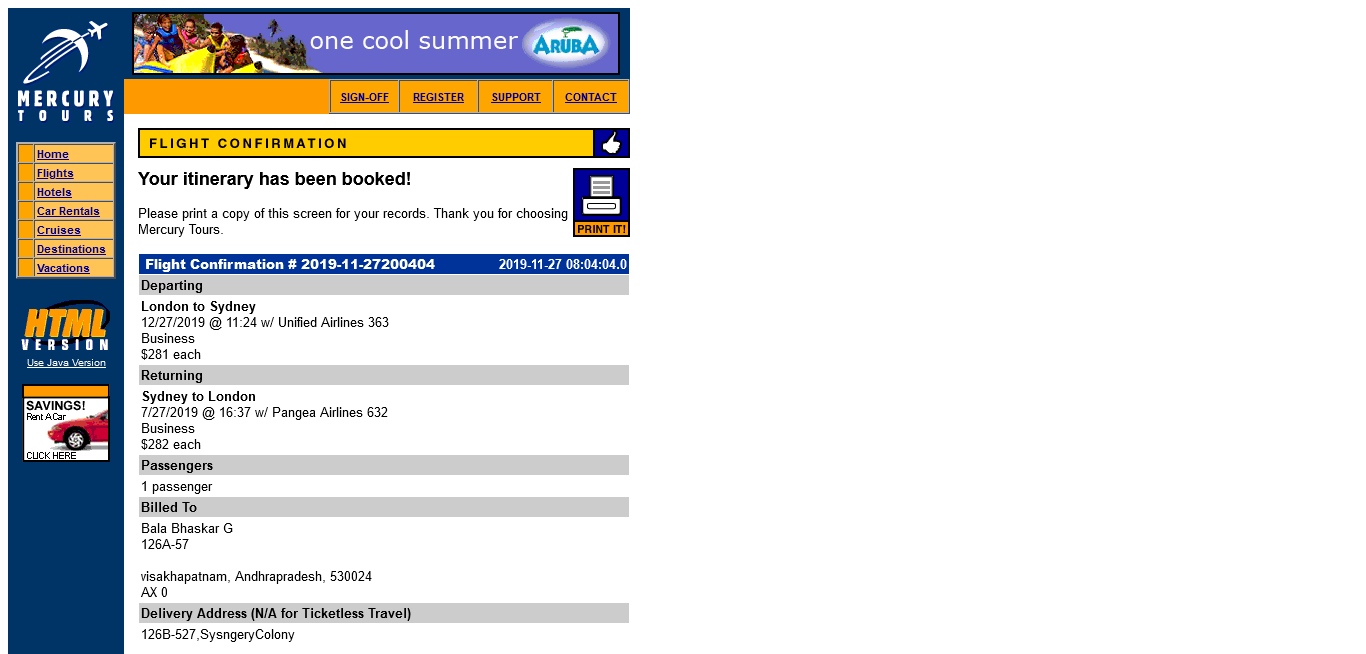 one cool summer ARUBA
MERCURY
TOURS
SIGN-OFF REGISTER SUPPORT CONTACT
Home
Flights
Hotels
Car Rentals
Cruises
Destinations
Vacations
HTML
VERSION
Use Java Version
SAVINGS!
Rent A Car
CLICK HERE
FLIGHT CONFIRMATION
Your itinerary has been booked!
Please print a copy of this screen for your records. Thank you for choosing
Mercury Tours.
PRINT IT!
Flight Confirmation # 2019-11-27200404 2019-11-27 08:04:04.0
Departing
London to Sydney
12/27/2019 @ 11:24 w/ Unified Airlines 363
Business
$281 each
Returning
Sydney to London
7/27/2019 @ 16:37 w/ Pangea Airlines 632
Business
$282 each
Passengers
1 passenger
Billed To
Bala Bhaskar G
126A-57
visakhapatnam, Andhrapradesh, 530024
AX 0
Delivery Address (N/A for Ticketless Travel)
126B-527,SysngeryColony